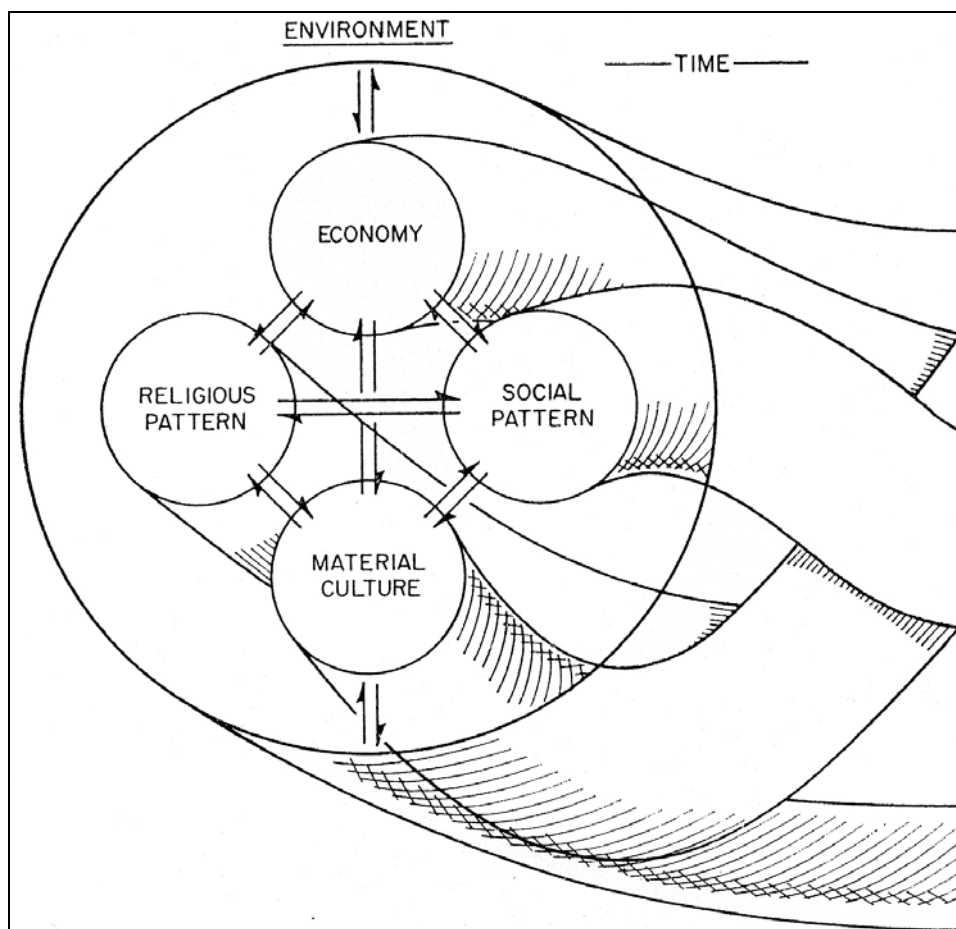 ENVIRONMENT
TIME
ECONOMY
RELIGIOUS
PATTERN
SOCIAL
PATTERN
MATERIAL
CULTURE